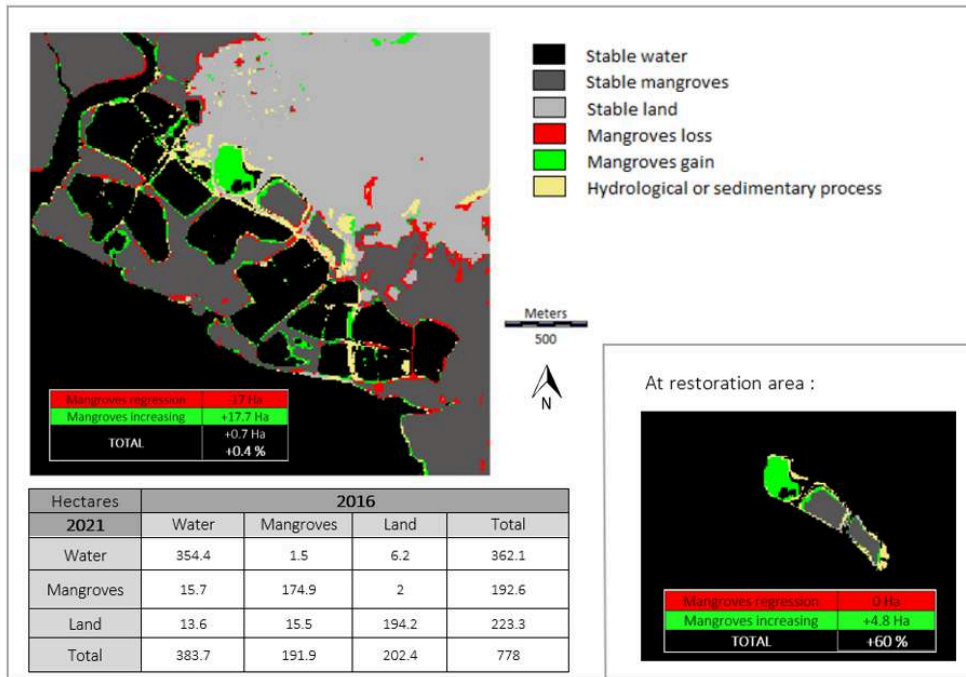 Stable water
Stable mangroves
Stable land
Mangroves loss
Mangroves gain
Hydrological or sedimentary process
Meters
500
N
Mangroves regression -17 Ha
Mangroves increasing +17.7 Ha
TOTAL +0.7 Ha
+0.4 %
Hectares 2016
2021 Water Mangroves Land Total
Water 354.4 1.5 6.2 362.1
Mangroves 15.7 174.9 2 192.6
Land 13.6 15.5 194.2 223.3
Total 383.7 191.9 202.4 778
At restoration area :
Mangroves regression 0 Ha
Mangroves increasing +4.8 Ha
TOTAL +60 %